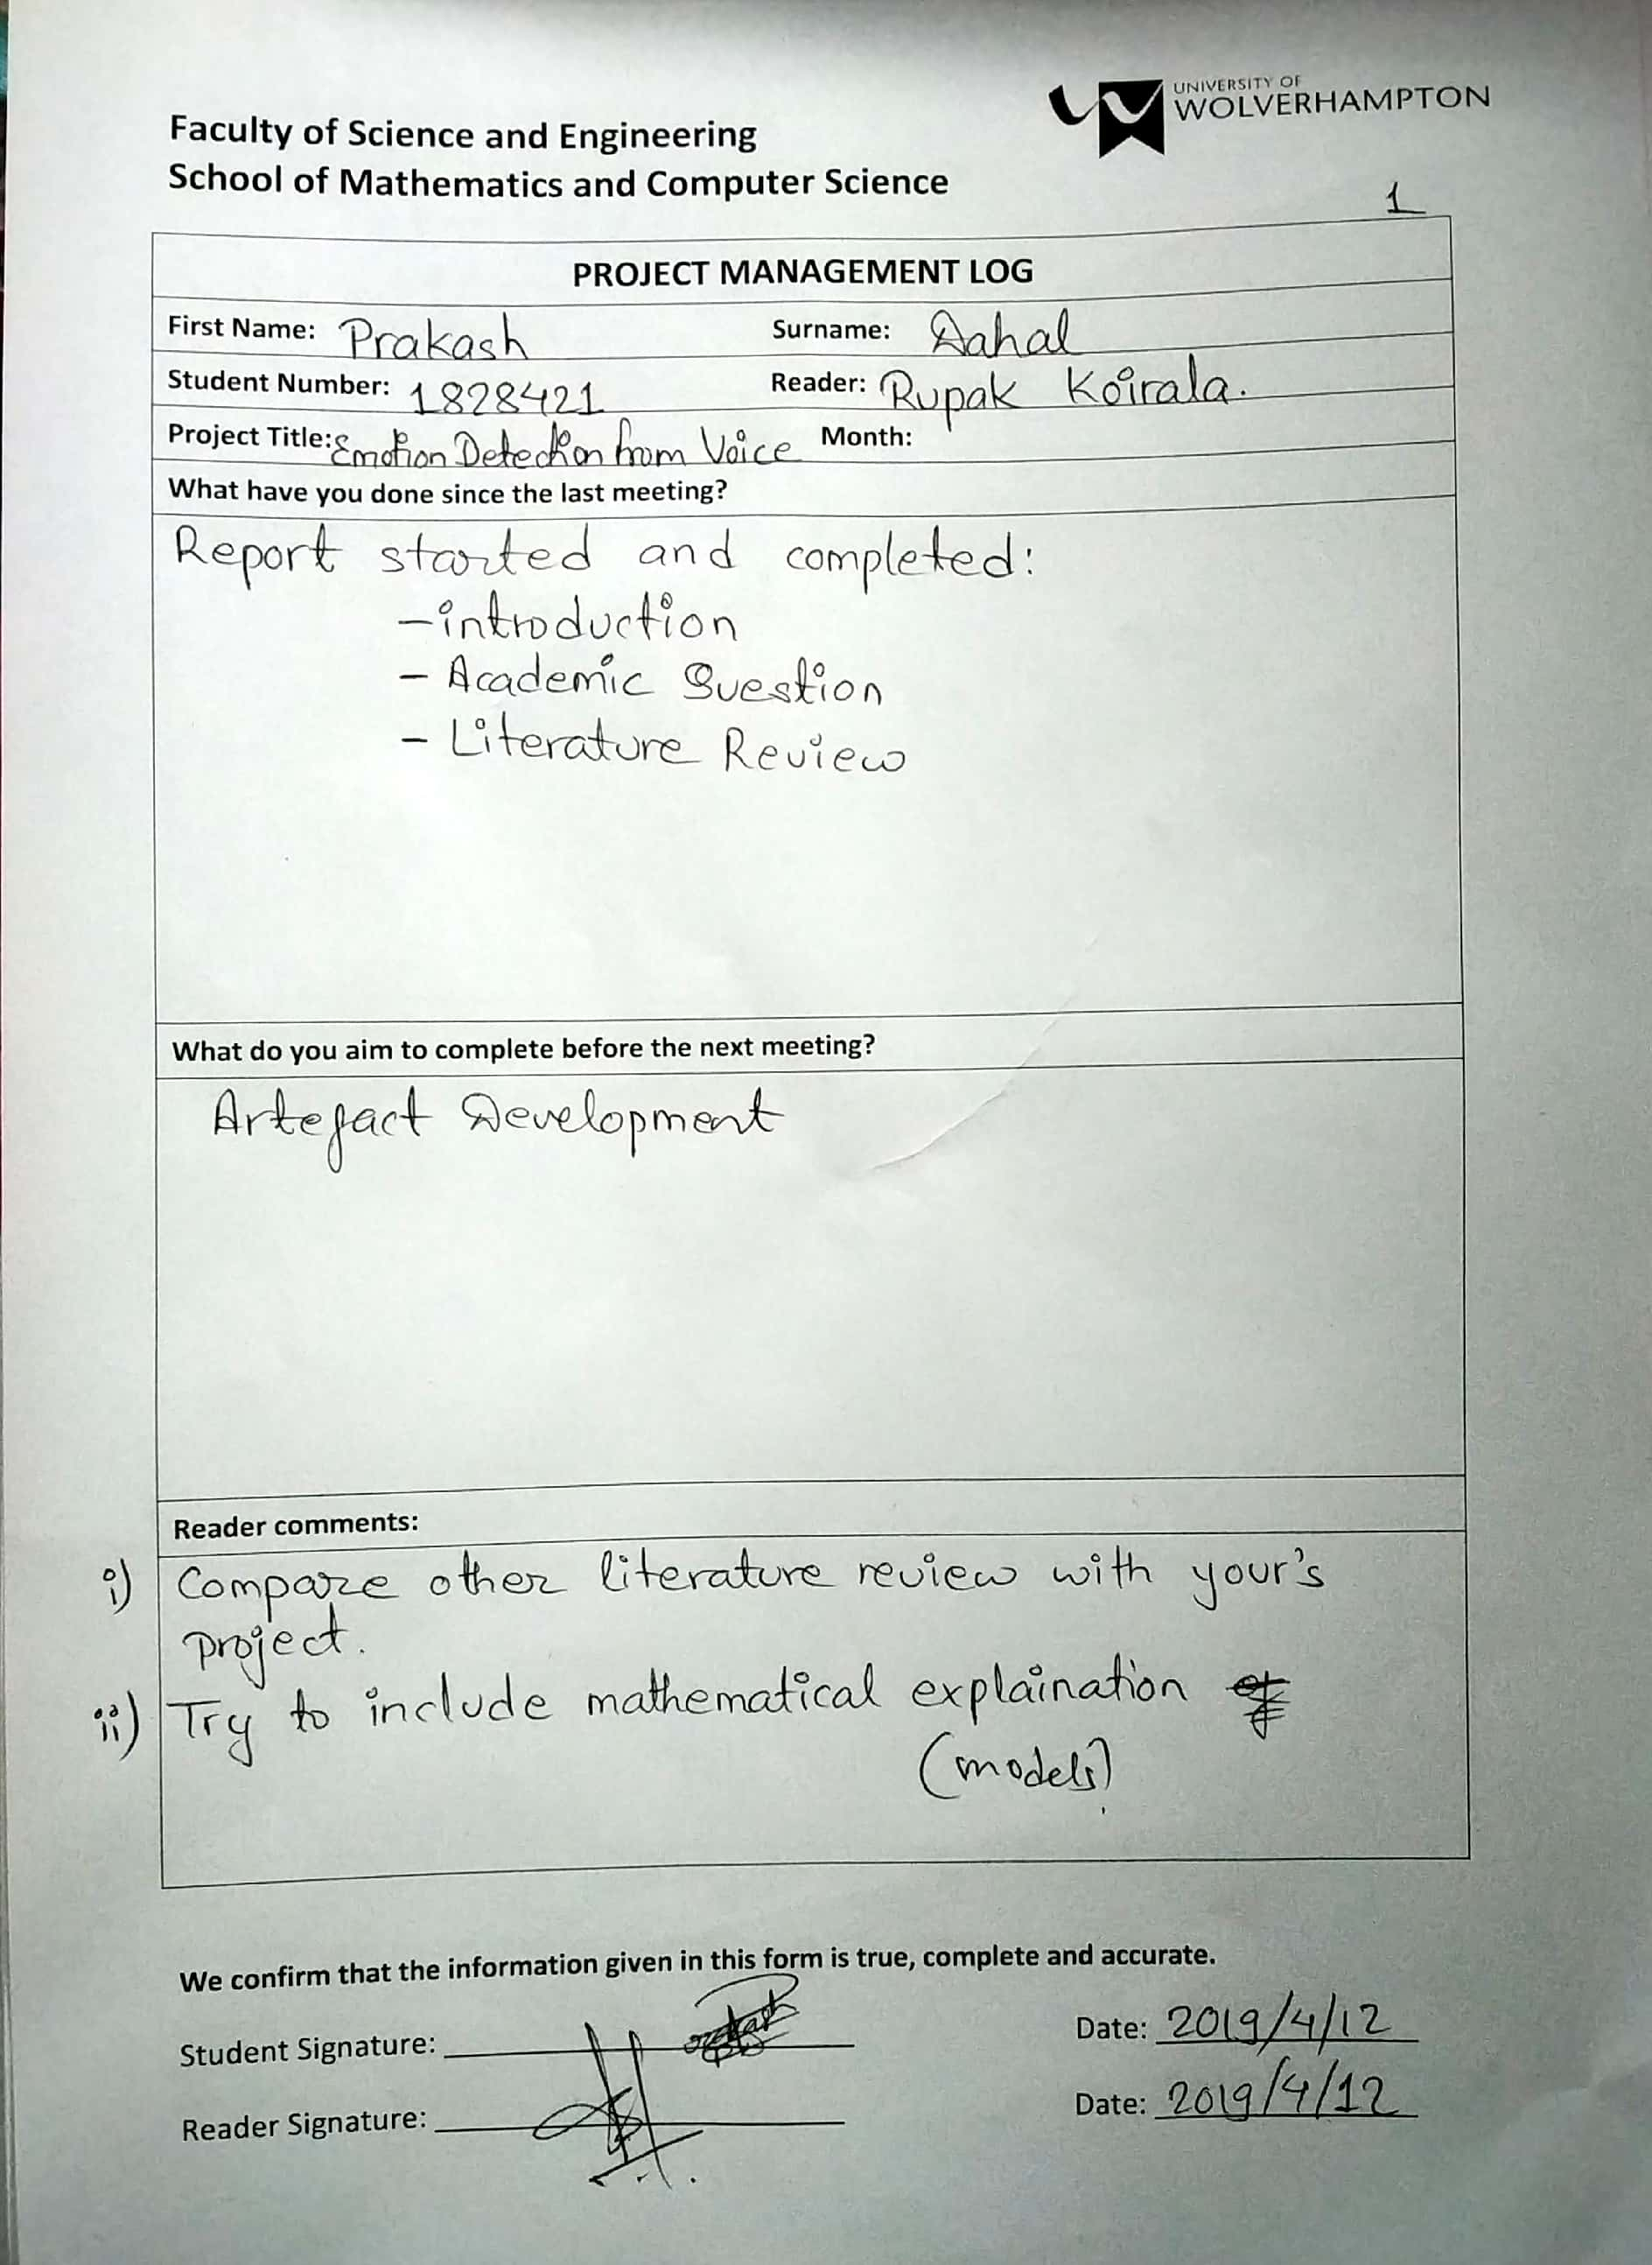 UNIVERSITY OF
WOLVERHAMPTON
Faculty of Science and Engineering
School of Mathematics and Computer Science
1
PROJECT MANAGEMENT LOG
First Name: Prakash Surname: Dahal
Student Number: 1828421 Reader: Rupak Koirala.
Project Title: Emotion Detection from Voice Month:
What have you done since the last meeting?
Report started and completed:
- introduction
- Academic Question
- Literature Review
What do you aim to complete before the next meeting?
Artefact Development
Reader comments:
i) Compare other literature review with your's
project.
ii) Try to include mathematical explaination
(models)
We confirm that the information given in this form is true, complete and accurate.
Student Signature: Date: 2019/4/12
Reader Signature: Date: 2019/4/12